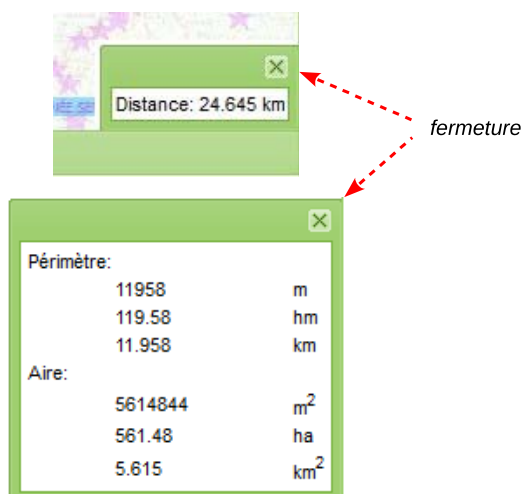 Distance: 24.645 km
fermeture
Périmètre:
11958 m
119.58 hm
11.958 km
Aire:
5614844 m²
561.48 ha
5.615 km²